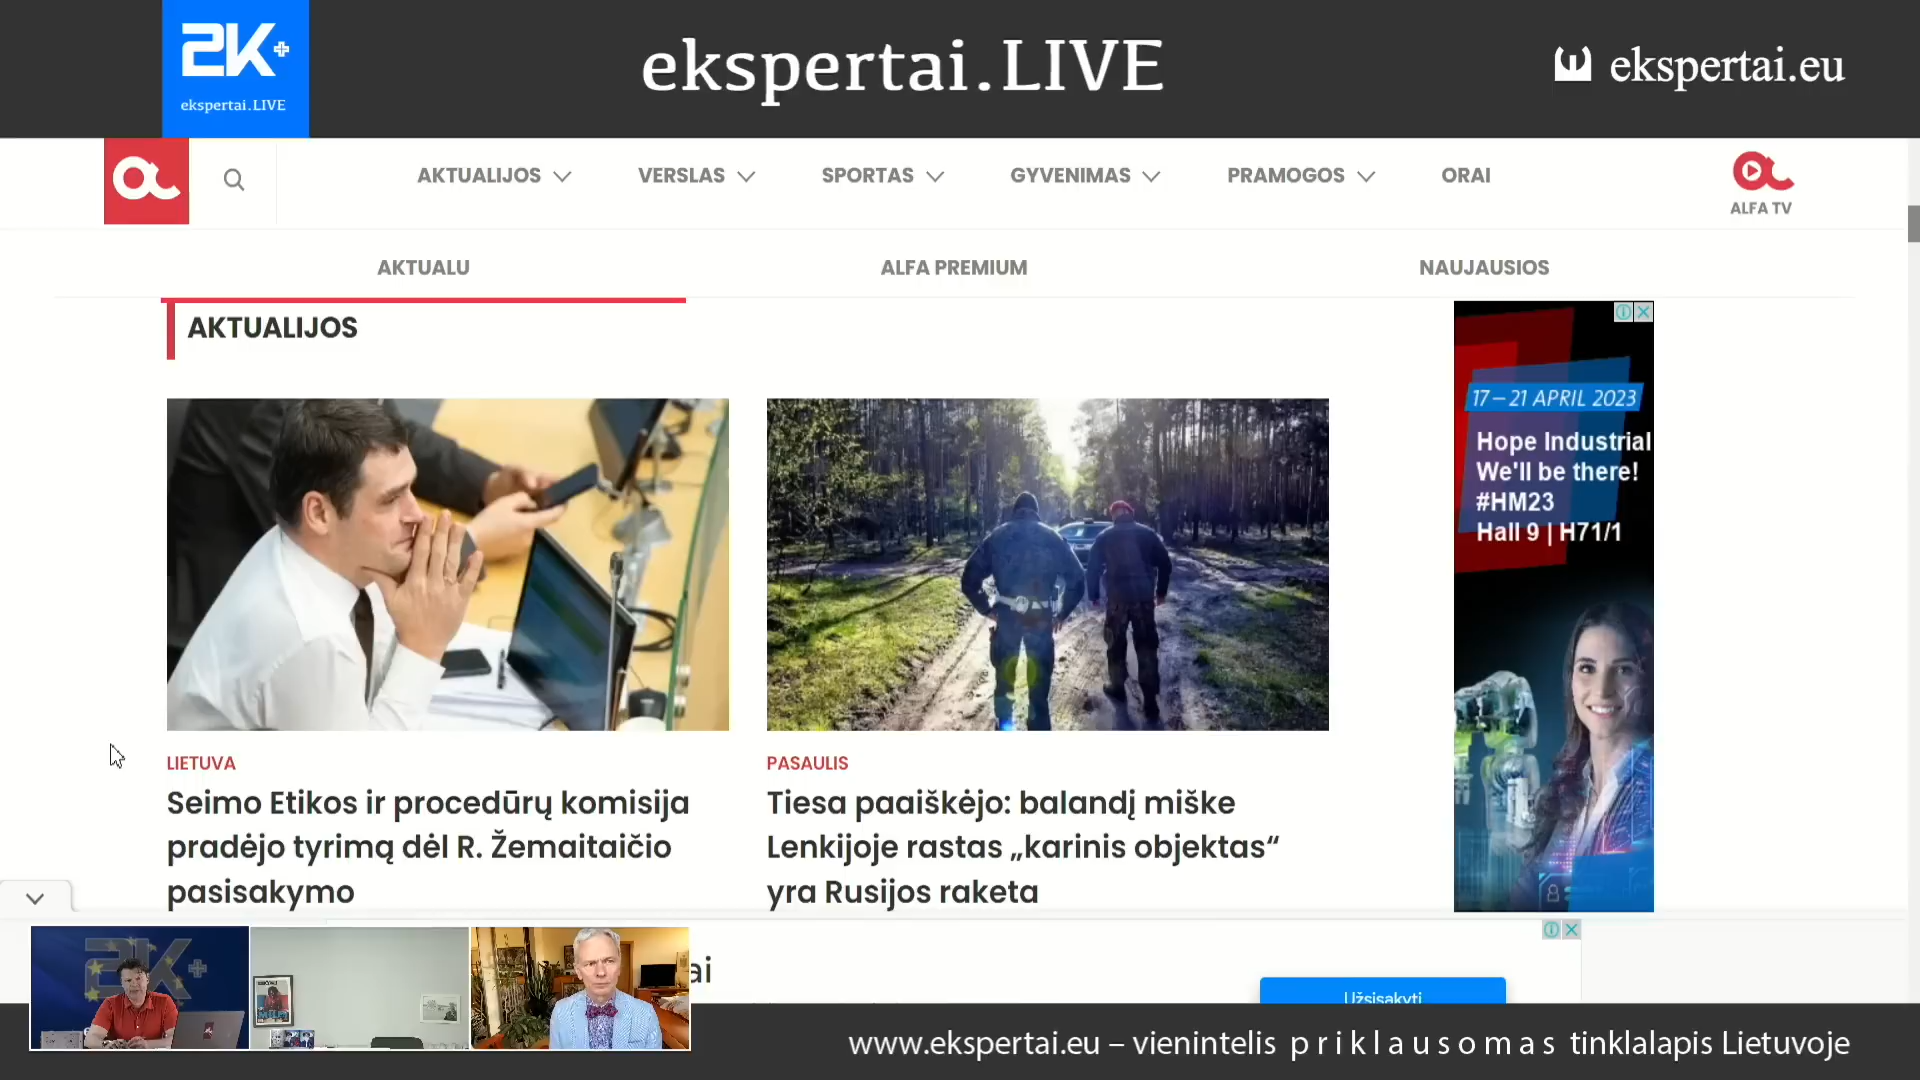 2K+
ekspertai.LIVE
ekspertai.LIVE
ekspertai.eu
AKTUALIJOS
VERSLAS
SPORTAS
GYVENIMAS
PRAMOGOS
ORAI
ALFA TV
AKTUALU
ALFA PREMIUM
NAUJAUSIOS
AKTUALIJOS
17–21 APRIL 2023
Hope Industrial
We'll be there!
#HM23
Hall 9 | H71/1
LIETUVA
Seimo Etikos ir procedūrų komisija
pradėjo tyrimą dėl R. Žemaitaičio
pasisakymo
PASAULIS
Tiesa paaiškėjo: balandį miške
Lenkijoje rastas „karinis objektas“
yra Rusijos raketa
2K+
ai
Užsisakyti
www.ekspertai.eu – vienintelis priklausomas tinklalapis Lietuvoje